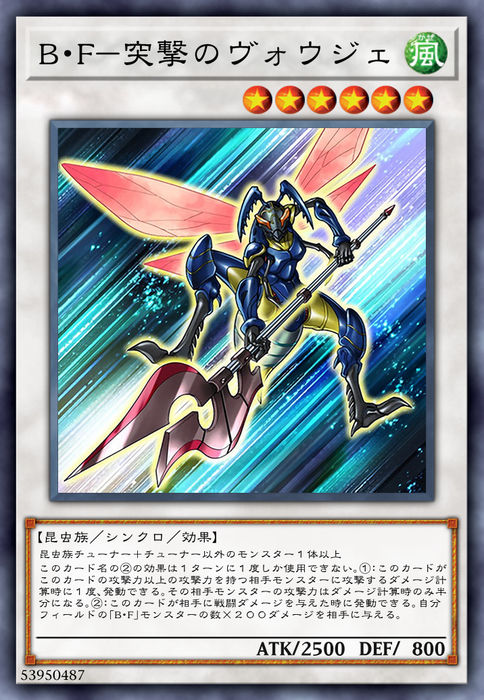 B・F－突撃のヴォウジェ
かぜ
風
【昆虫族／シンクロ／効果】
昆虫族チューナー＋チューナー以外のモンスター１体以上
このカード名の②の効果は１ターンに１度しか使用できない。①：このカードが
このカードの攻撃力以上の攻撃力を持つ相手モンスターに攻撃するダメージ計
算時に１度、発動できる。その相手モンスターの攻撃力はダメージ計算時のみ半
分になる。②：このカードが相手に戦闘ダメージを与えた時に発動できる。自分
フィールドの「B・F」モンスターの数×２００ダメージを相手に与える。
ATK/2500 DEF/ 800
53950487